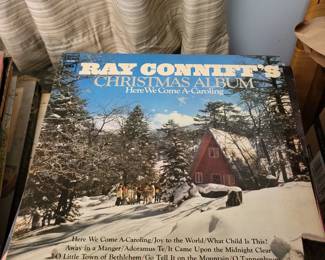 RAY CONNIFF'S
CHRISTMAS ALBUM
Here We Come A-Caroling
Here We Come A-Caroling/Joy to the World/What Child Is This?
Away in a Manger/Adoramus Te/It Came Upon the Midnight Clear
O Little Town of Bethlehem/Go Tell It on the Mountain/O Tannenbaum